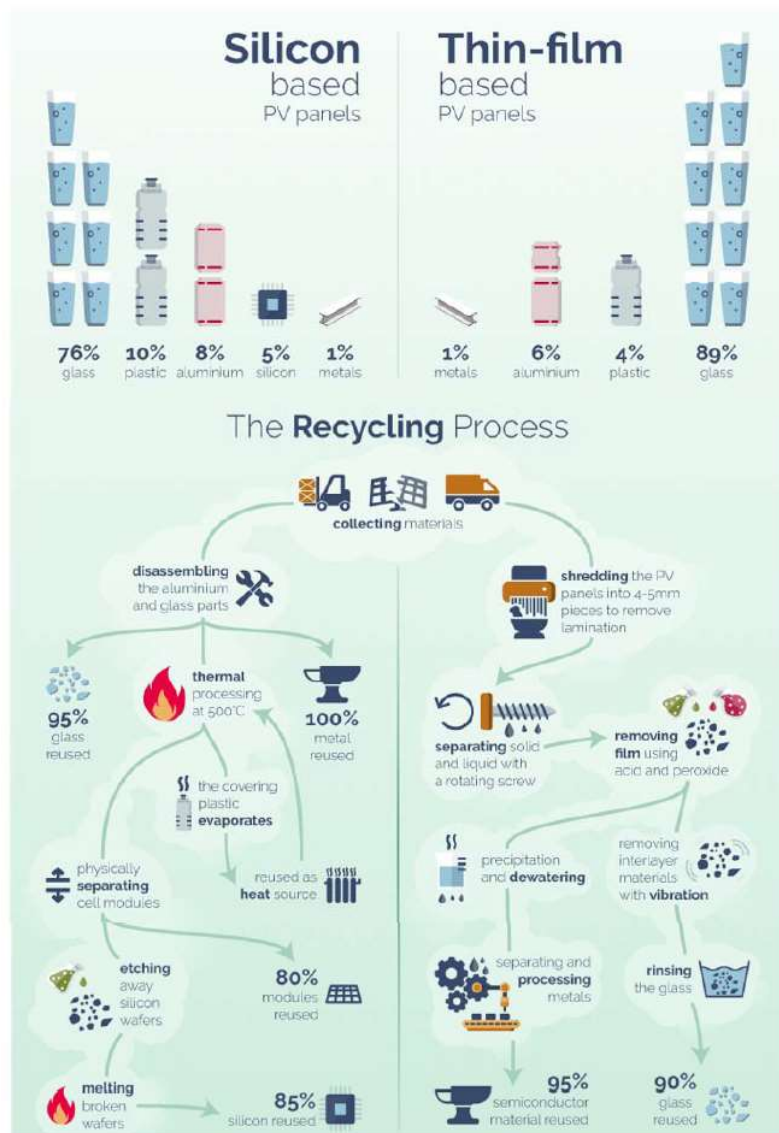 Silicon
based
PV panels
Thin-film
based
PV panels
76%
glass
10%
plastic
8%
aluminium
5%
silicon
1%
metals
1%
metals
6%
aluminium
4%
plastic
89%
glass
The Recycling Process
collecting materials
disassembling
the aluminium
and glass parts
95%
glass
reused
thermal
processing
at 500°C
100%
metal
reused
the covering
plastic
evaporates
reused as
heat source
physically
separating
cell modules
80%
modules
reused
etching
away
silicon
wafers
melting
broken
wafers
85%
silicon reused
shredding the PV
panels into 4-5mm
pieces to remove
lamination
separating solid
and liquid with
a rotating screw
removing
film using
acid and peroxide
precipitation
and dewatering
removing
interlayer
materials
with vibration
separating and
processing
metals
rinsing
the glass
95%
semiconductor
material reused
90%
glass
reused